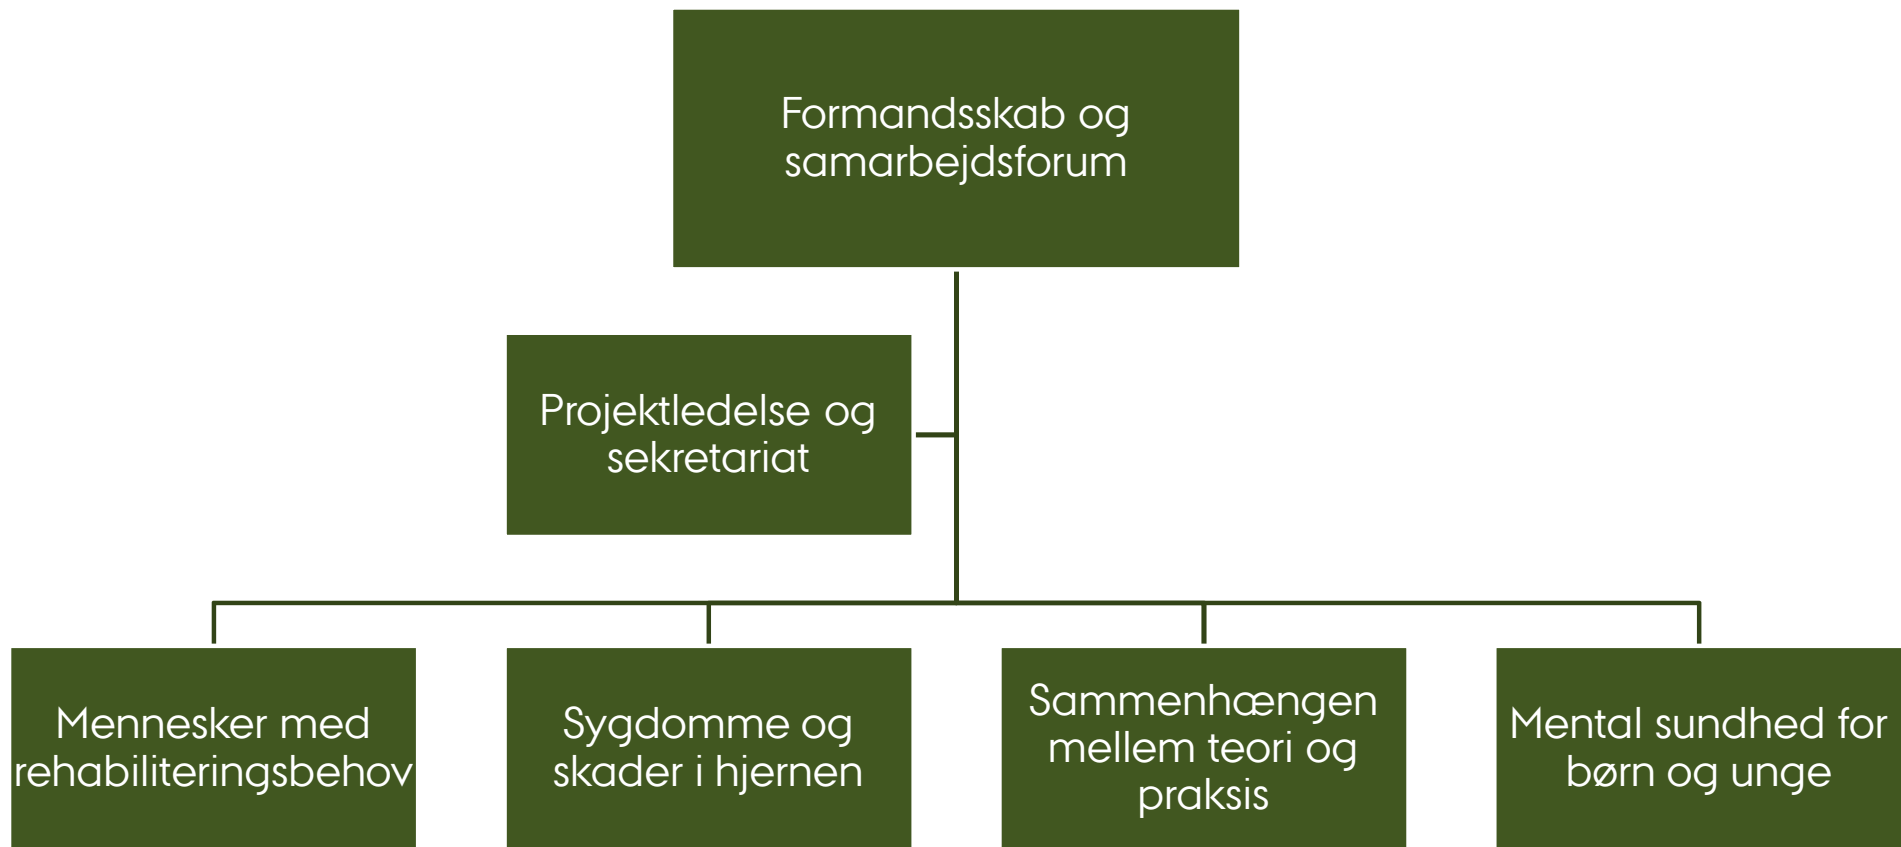 Formandsskab og
samarbejdsforum
Projektledelse og
sekretariat
Mennesker med
rehabiliteringsbehov
Sygdomme og
skader i hjernen
Sammenhængen
mellem teori og
praksis
Mental sundhed for
børn og unge